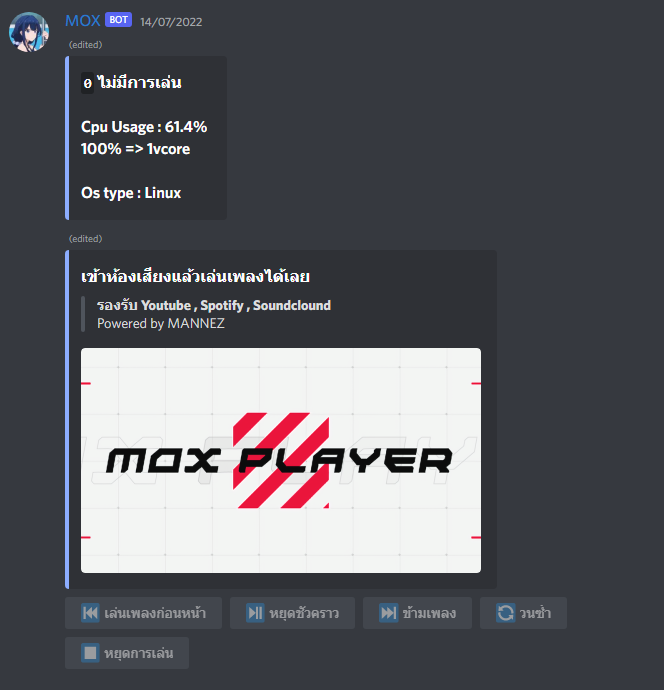 MOX BOT 14/07/2022
(edited)
0 ไม่มีการเล่น
Cpu Usage : 61.4%
100% => 1vcore
Os type : Linux
(edited)
เข้าห้องเสียงแล้วเล่นเพลงได้เลย
รองรับ Youtube , Spotify , Soundclound
Powered by MANNEZ
MOX PLAYER
เล่นเพลงก่อนหน้า หยุดชั่วคราว ข้ามเพลง วนซ้ำ
หยุดการเล่น